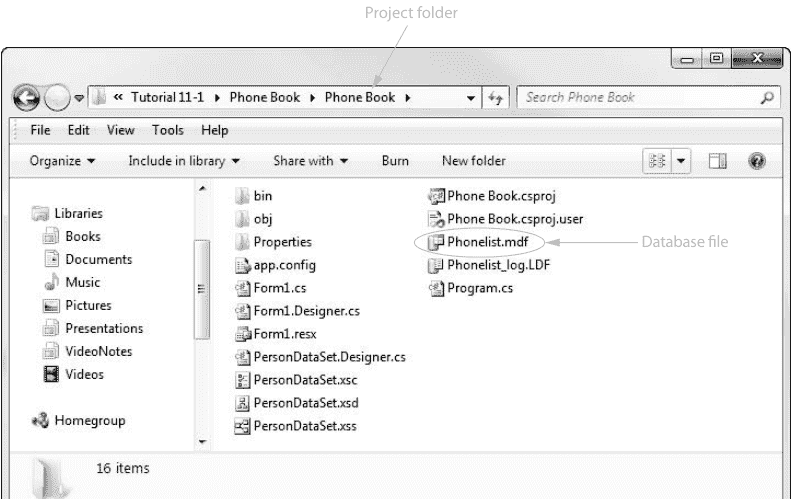 Project folder
« Tutorial 11-1 ▸ Phone Book ▸ Phone Book ▸
Search Phone Book
File Edit View Tools Help
Organize ▾ Include in library ▾ Share with ▾ Burn New folder
Libraries
Books
Documents
Music
Pictures
Presentations
VideoNotes
Videos
Homegroup
bin
obj
Properties
app.config
Form1.cs
Form1.Designer.cs
Form1.resx
PersonDataSet.Designer.cs
PersonDataSet.xsc
PersonDataSet.xsd
PersonDataSet.xss
Phone Book.csproj
Phone Book.csproj.user
Phonelist.mdf
Database file
Phonelist_log.LDF
Program.cs
16 items